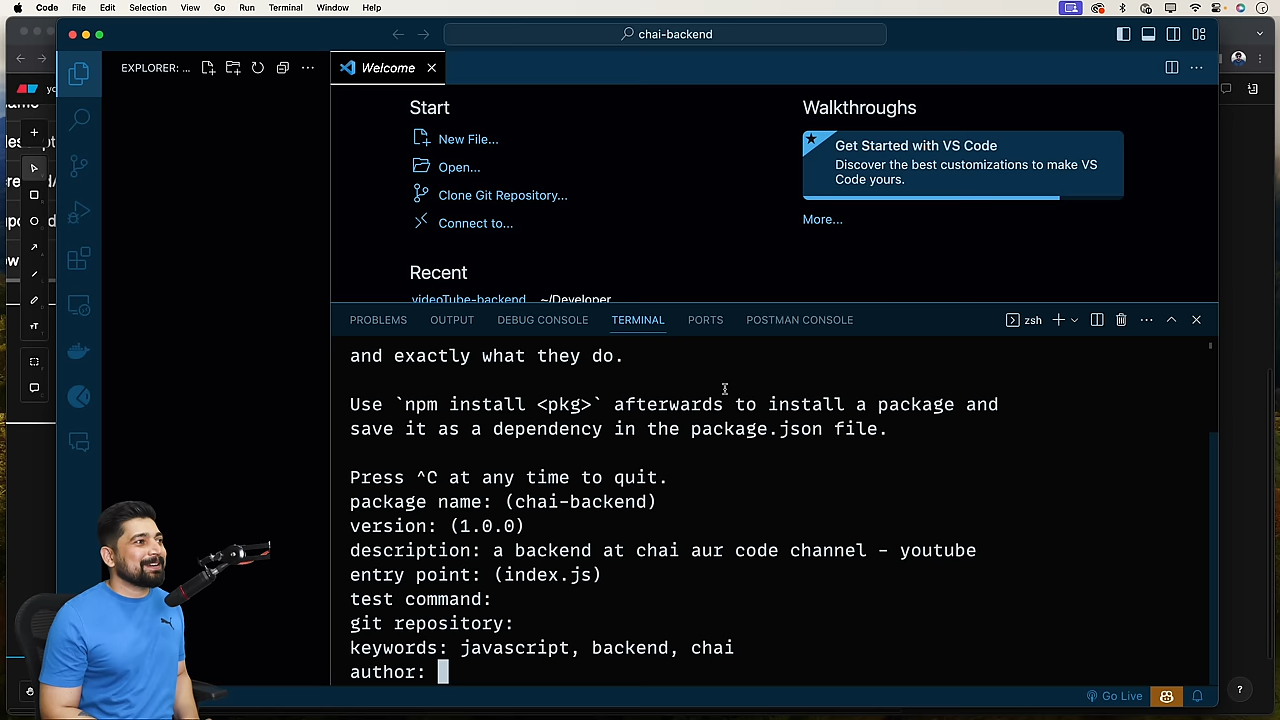 Code File Edit Selection View Go Run Terminal Window Help
chai-backend
EXPLORER: ...
Welcome
Start
New File...
Open...
Clone Git Repository...
Connect to...
Recent
videoTube-backend ~/Developer
Walkthroughs
Get Started with VS Code
Discover the best customizations to make VS
Code yours.
More...
PROBLEMS OUTPUT DEBUG CONSOLE TERMINAL PORTS POSTMAN CONSOLE
zsh
and exactly what they do.
Use `npm install <pkg>` afterwards to install a package and
save it as a dependency in the package.json file.
Press ^C at any time to quit.
package name: (chai-backend)
version: (1.0.0)
description: a backend at chai aur code channel - youtube
entry point: (index.js)
test command:
git repository:
keywords: javascript, backend, chai
author:
Go Live